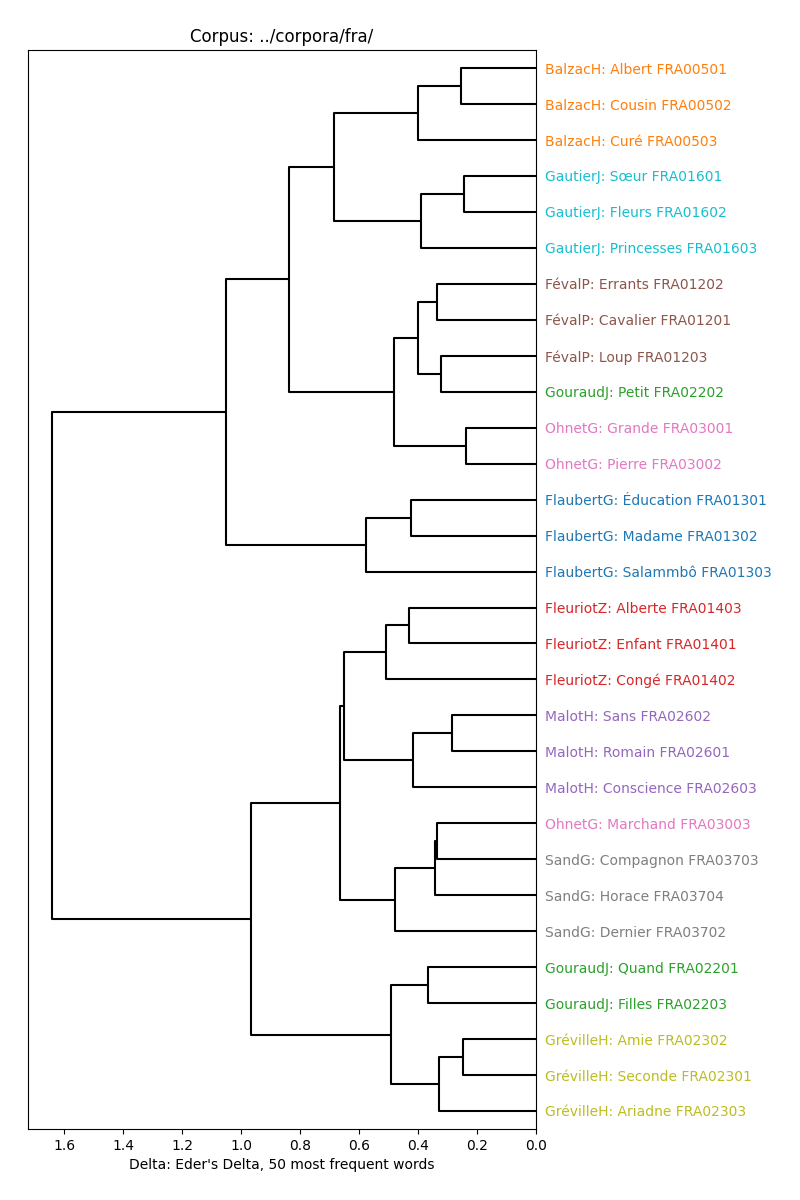 Corpus: ../corpora/fra/
BalzacH: Albert FRA00501
BalzacH: Cousin FRA00502
BalzacH: Curé FRA00503
GautierJ: Sœur FRA01601
GautierJ: Fleurs FRA01602
GautierJ: Princesses FRA01603
FévalP: Errants FRA01202
FévalP: Cavalier FRA01201
FévalP: Loup FRA01203
GouraudJ: Petit FRA02202
OhnetG: Grande FRA03001
OhnetG: Pierre FRA03002
FlaubertG: Éducation FRA01301
FlaubertG: Madame FRA01302
FlaubertG: Salammbô FRA01303
FleuriotZ: Alberte FRA01403
FleuriotZ: Enfant FRA01401
FleuriotZ: Congé FRA01402
MalotH: Sans FRA02602
MalotH: Romain FRA02601
MalotH: Conscience FRA02603
OhnetG: Marchand FRA03003
SandG: Compagnon FRA03703
SandG: Horace FRA03704
SandG: Dernier FRA03702
GouraudJ: Quand FRA02201
GouraudJ: Filles FRA02203
GrévilleH: Amie FRA02302
GrévilleH: Seconde FRA02301
GrévilleH: Ariadne FRA02303
1.6 1.4 1.2 1.0 0.8 0.6 0.4 0.2 0.0
Delta: Eder's Delta, 50 most frequent words